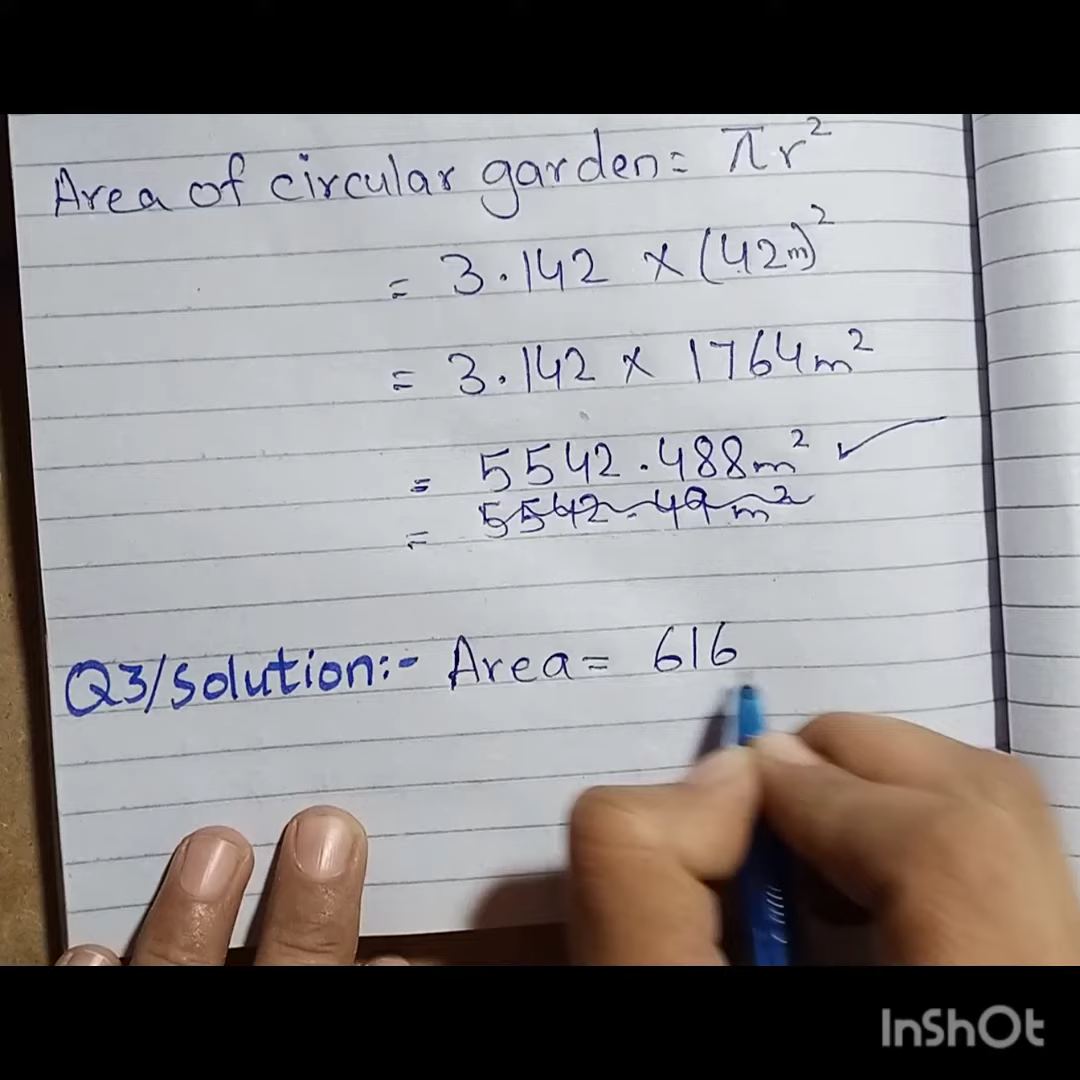 Area of circular garden = πr²
= 3.142 × (42m)²
= 3.142 × 1764m²
= 5542.488m² ✓
= 5542.49m²
Q3/Solution:- Area = 616
InShOt